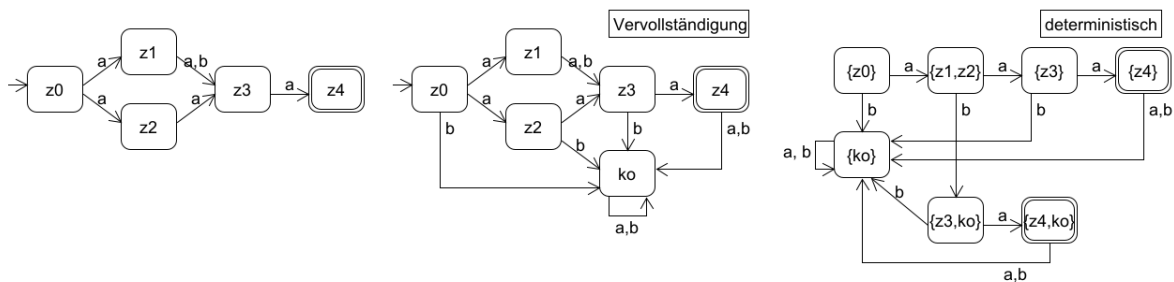 Vervollständigung
deterministisch
z0
a
z1
a,b
a
z2
a
z3
a
z4
z0
a
z1
a,b
a
z2
a
z3
a
z4
b
b
b
a,b
ko
a,b
{z0}
a
{z1,z2}
a
{z3}
a
{z4}
b
b
b
a,b
a, b
{ko}
b
{z3,ko}
a
{z4,ko}
a,b